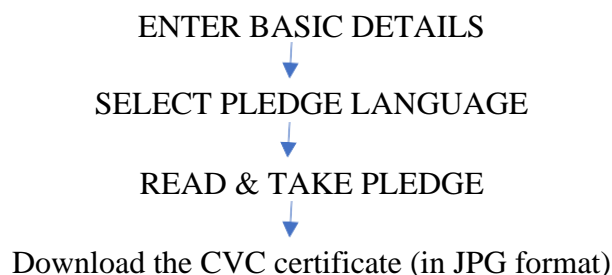 ENTER BASIC DETAILS
SELECT PLEDGE LANGUAGE
READ & TAKE PLEDGE
Download the CVC certificate (in JPG format)